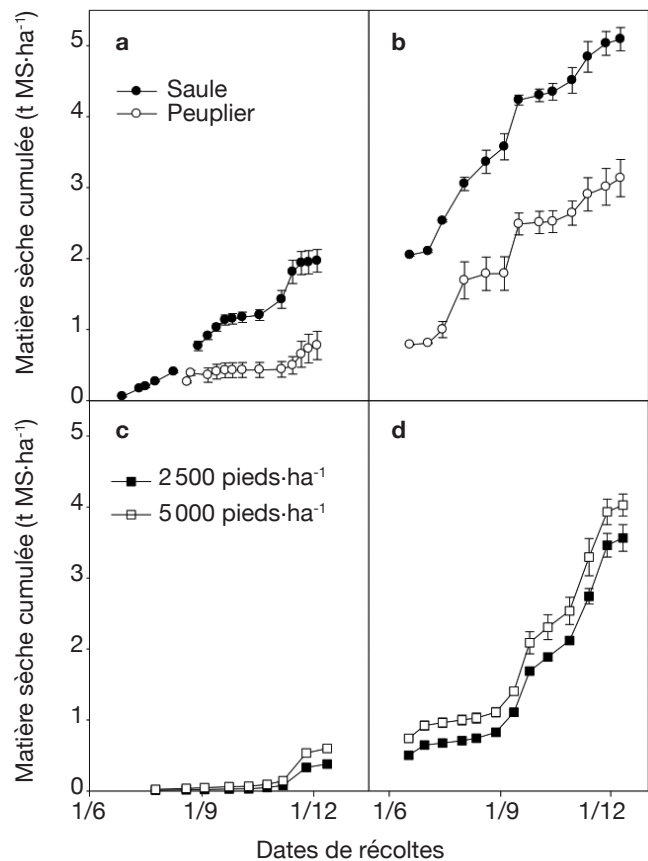 Matière sèche cumulée (t MS·ha⁻¹)
5
4
3
2
1
0
a
Saule
Peuplier
b
Matière sèche cumulée (t MS·ha⁻¹)
5
4
3
2
1
0
c
2 500 pieds·ha⁻¹
5 000 pieds·ha⁻¹
d
1/6
1/9
1/12
1/6
1/9
1/12
Dates de récoltes